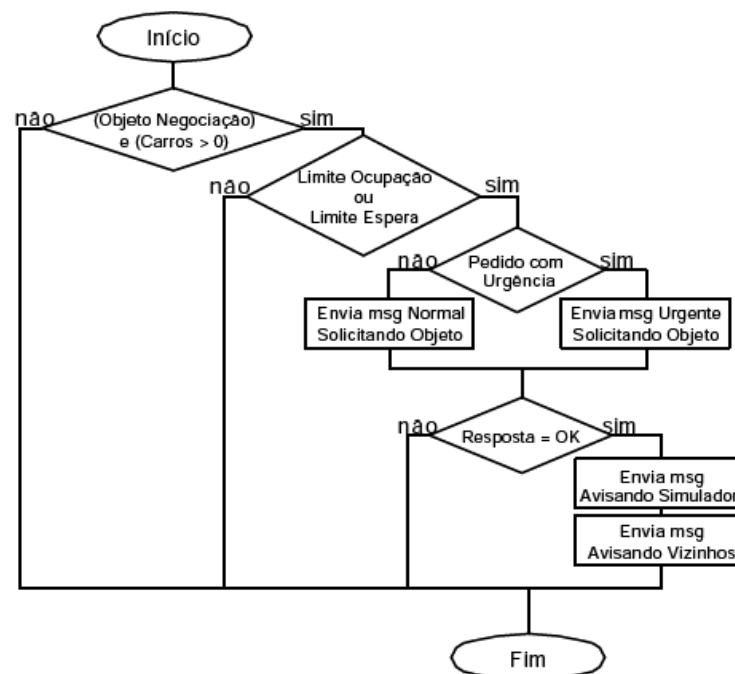 Início
não
(Objeto Negociação)
e (Carros > 0)
sim
não
Limite Ocupação
ou
Limite Espera
sim
não
Pedido com
Urgência
sim
Envia msg Normal
Solicitando Objeto
Envia msg Urgente
Solicitando Objeto
não
Resposta = OK
sim
Envia msg
Avisando Simulador
Envia msg
Avisando Vizinhos
Fim